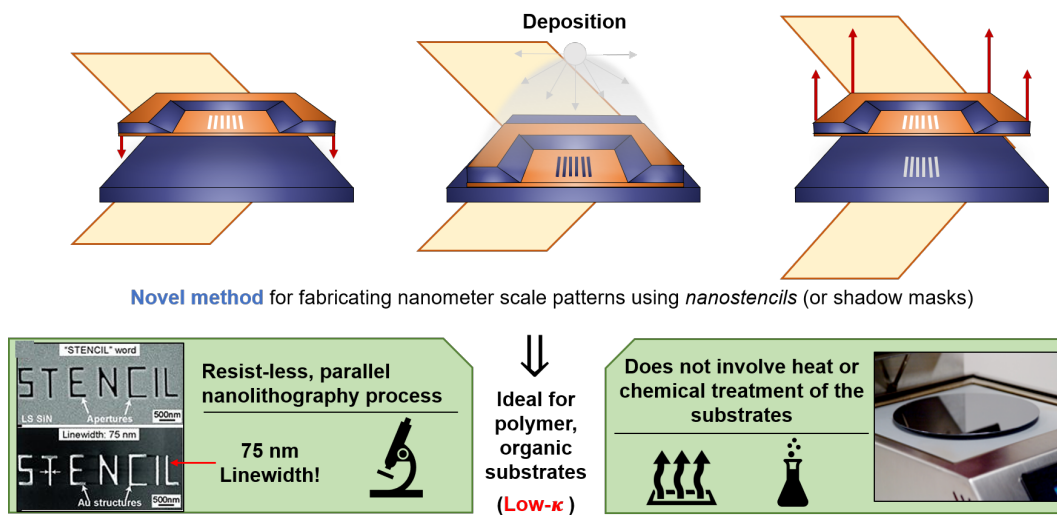 Deposition
Novel method for fabricating nanometer scale patterns using nanostencils (or shadow masks)
"STENCIL" word
STENCIL
Apertures
LS SiN
500nm
Linewidth: 75 nm
STENCIL
Au structures
500nm
Resist-less, parallel
nanolithography process
75 nm
Linewidth!
Ideal for
polymer,
organic
substrates
(Low-κ)
Does not involve heat or
chemical treatment of the
substrates